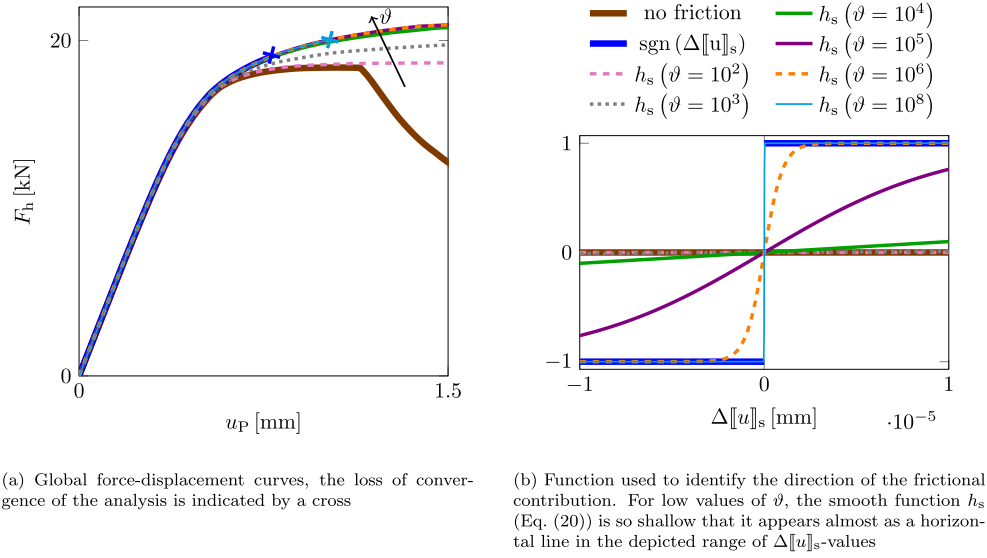 20
0
0
1.5
F_h [kN]
u_P [mm]
ϑ
no friction
sgn (Δ⟦u⟧_s)
h_s (ϑ = 10^2)
h_s (ϑ = 10^3)
h_s (ϑ = 10^4)
h_s (ϑ = 10^5)
h_s (ϑ = 10^6)
h_s (ϑ = 10^8)
1
0
−1
−1
0
1
Δ⟦u⟧_s [mm]
·10^−5
(a) Global force-displacement curves, the loss of conver-
gence of the analysis is indicated by a cross
(b) Function used to identify the direction of the frictional
contribution. For low values of ϑ, the smooth function h_s
(Eq. (20)) is so shallow that it appears almost as a horizon-
tal line in the depicted range of Δ⟦u⟧_s-values